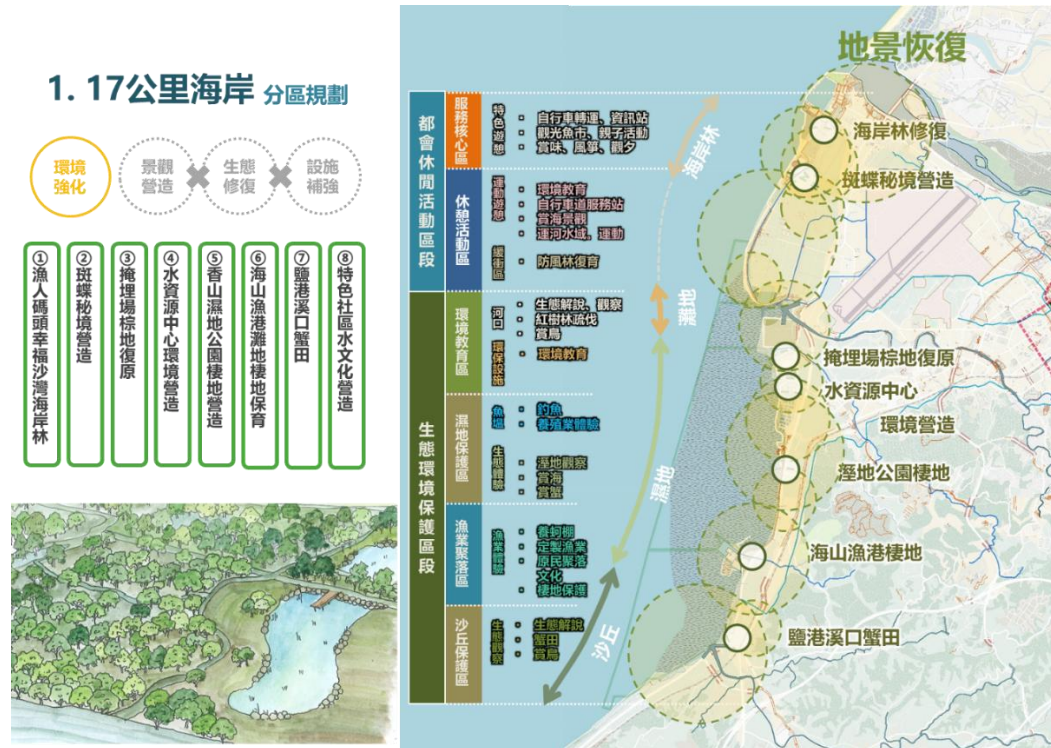 1. 17公里海岸 分區規劃
環境
強化
景觀
營造
生態
修復
設施
補強
①漁人碼頭幸福沙灣海岸林
②斑蝶秘境營造
③掩埋場棕地復原
④水資源中心環境營造
⑤香山濕地公園棲地營造
⑥海山漁港灘地棲地保育
⑦鹽港溪口蟹田
⑧特色社區水文化營造
地景恢復
都會休閒活動區段
服務核心區
特色遊憩
自行車轉運、資訊站
觀光魚市、親子活動
賞味、風箏、觀夕
休憩活動區
運動遊憩
環境教育
自行車道服務站
賞海景觀
運河水域，運動
緩衝區
防風林復育
生態環境保護區段
環境教育區
河口
生態解說、觀察
紅樹林疏伐
賞鳥
環保設施
環境教育
濕地保護區
魚塭
釣魚
養殖業體驗
生態體驗
溼地觀察
賞海
賞蟹
漁業聚落區
漁業體驗
養蚵棚
定製漁業
原民聚落
文化
棲地保護
沙丘保護區
生態觀察
生態解說
蟹田
賞鳥
海岸林
灘地
濕地
沙丘
海岸林修復
斑蝶秘境營造
掩埋場棕地復原
水資源中心
環境營造
溼地公園棲地
海山漁港棲地
鹽港溪口蟹田